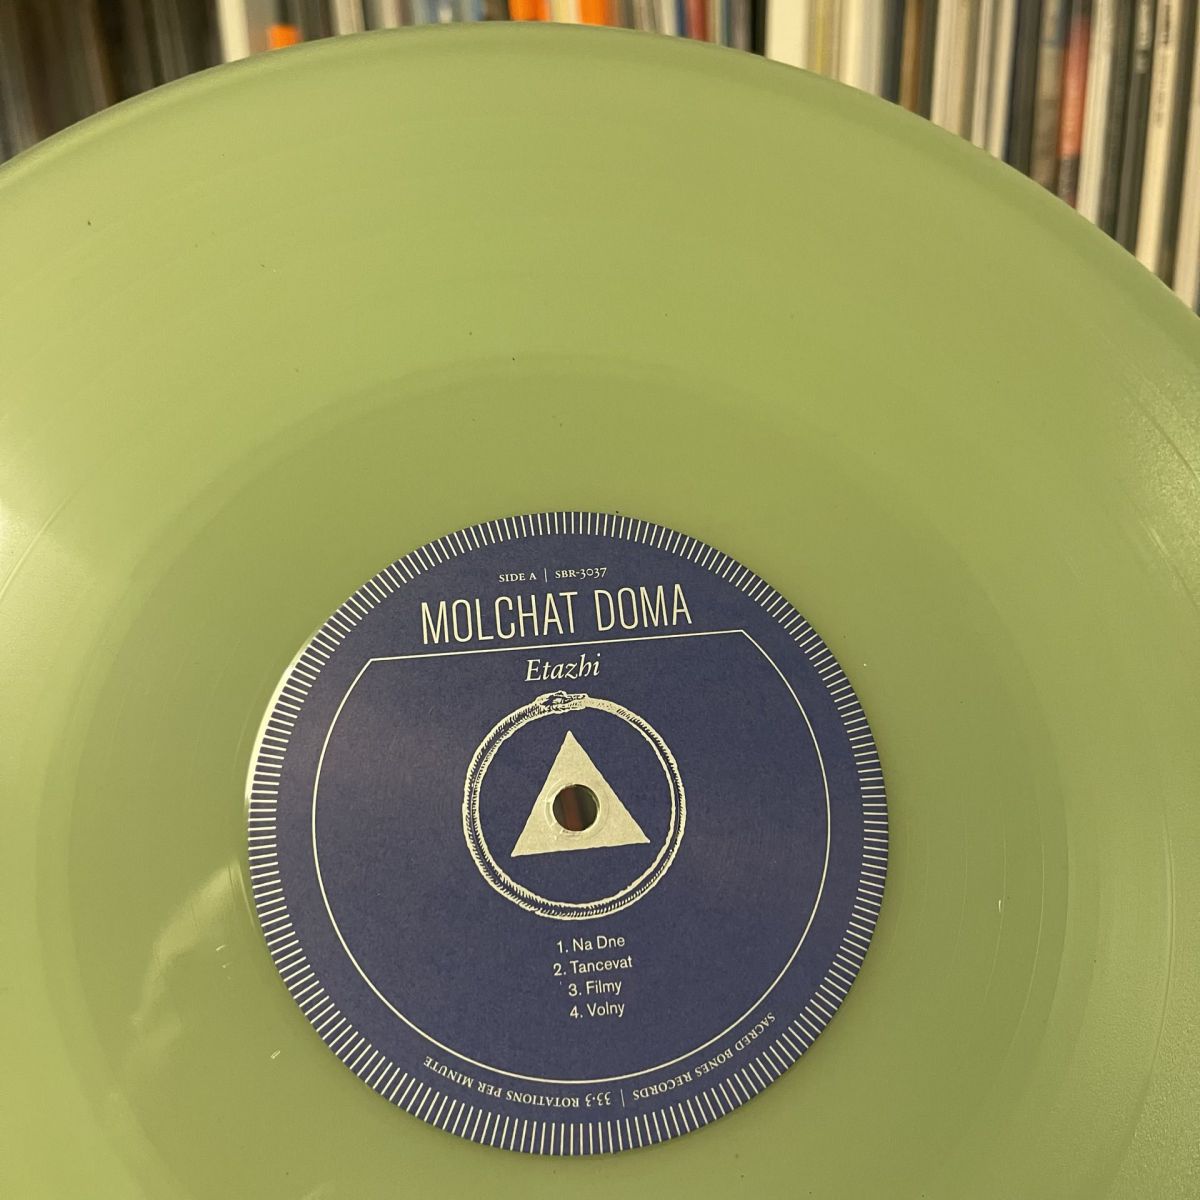 SIDE A | SBR-3037
MOLCHAT DOMA
Etazhi
1. Na Dne
2. Tancevat
3. Filmy
4. Volny
SACRED BONES RECORDS | 33.3 ROTATIONS PER MINUTE